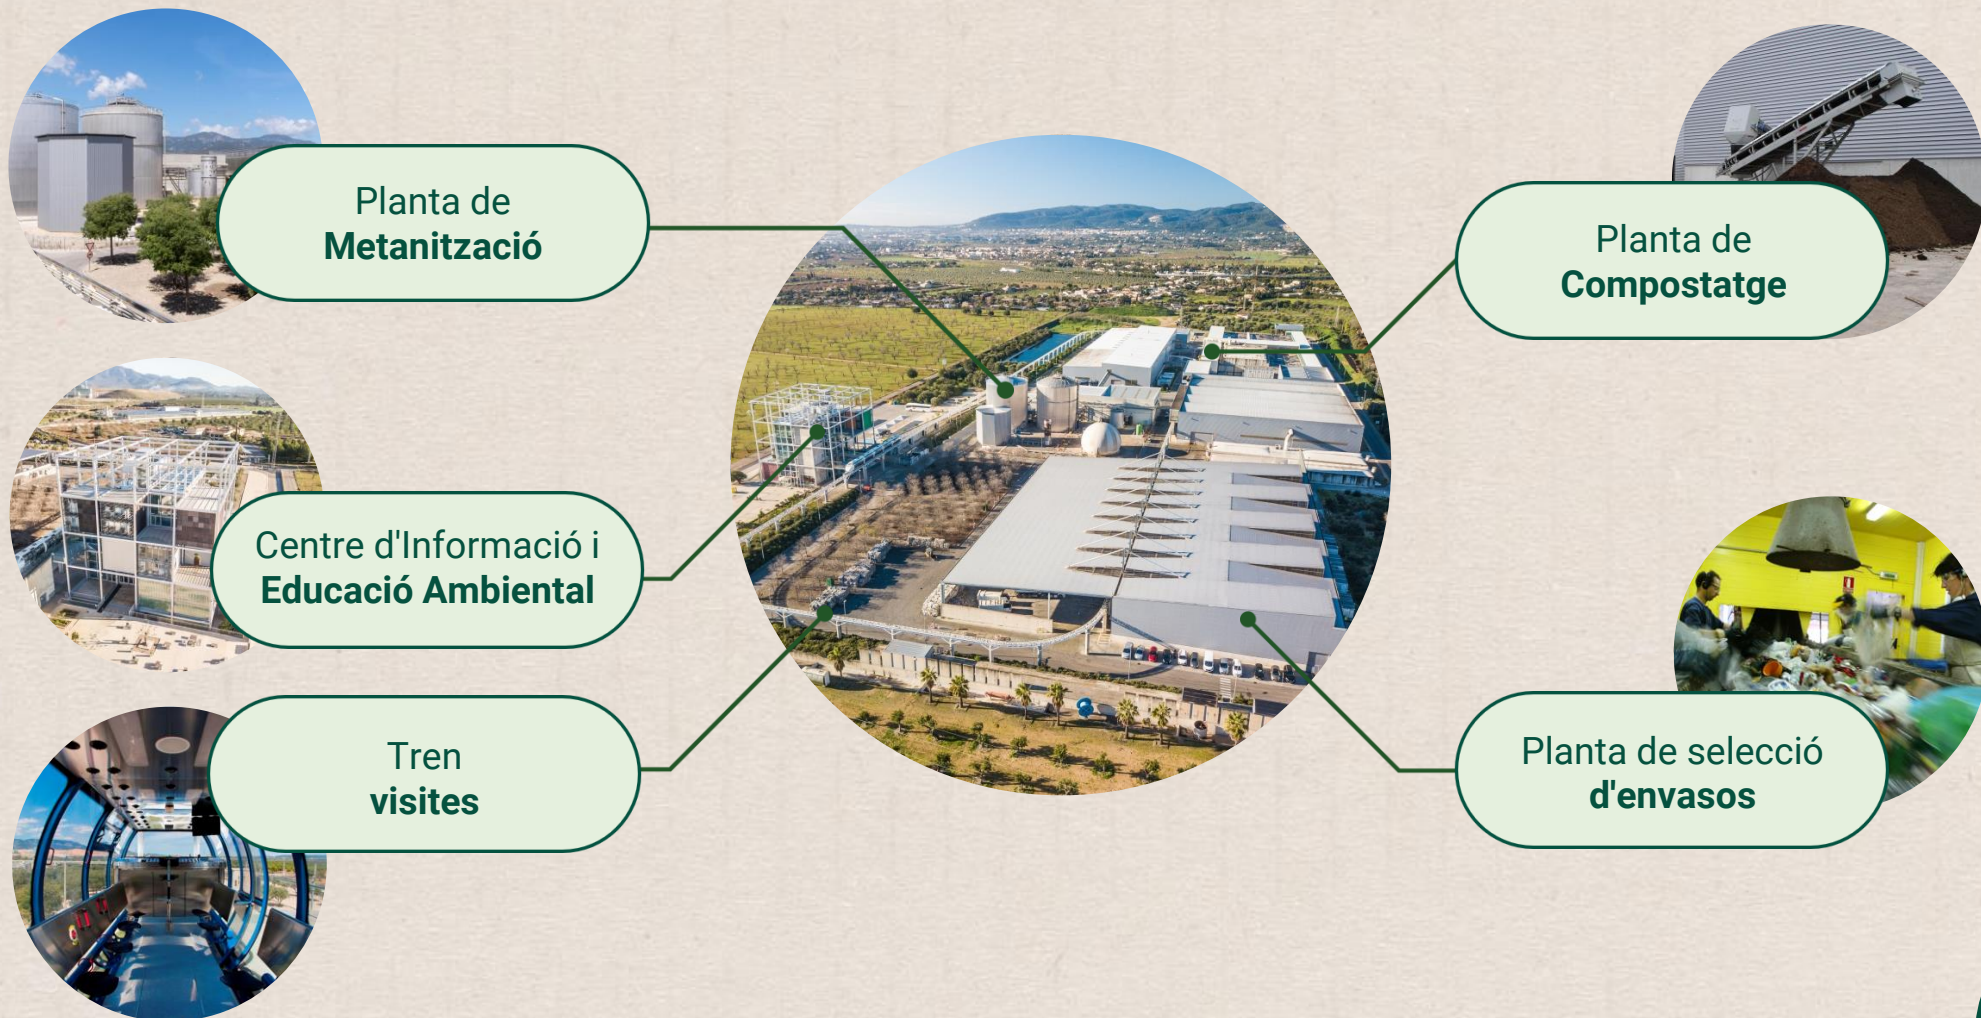 Planta de
Metanització
Centre d'Informació i
Educació Ambiental
Tren
visites
Planta de
Compostatge
Planta de selecció
d'envasos